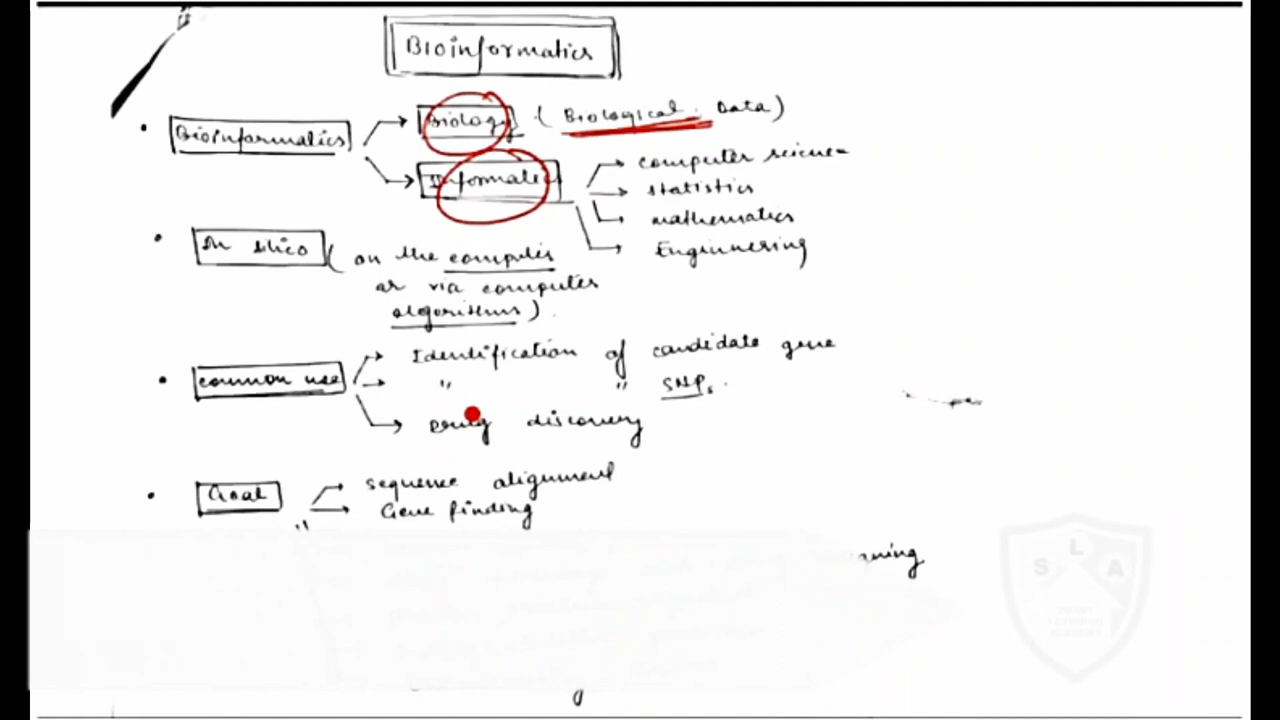 Bioinformatics
• Bioinformatics → Biology (Biological Data)
→ Informatics → computer science
→ statistics
→ mathematics
→ Enginnering
• In silico (on the computer
or via computer
algorithms)
• common use → Identification of candidate gene
→ " " SNPs.
→ Drug discovery
• Goal → sequence alignment
→ Gene finding
"
S L A